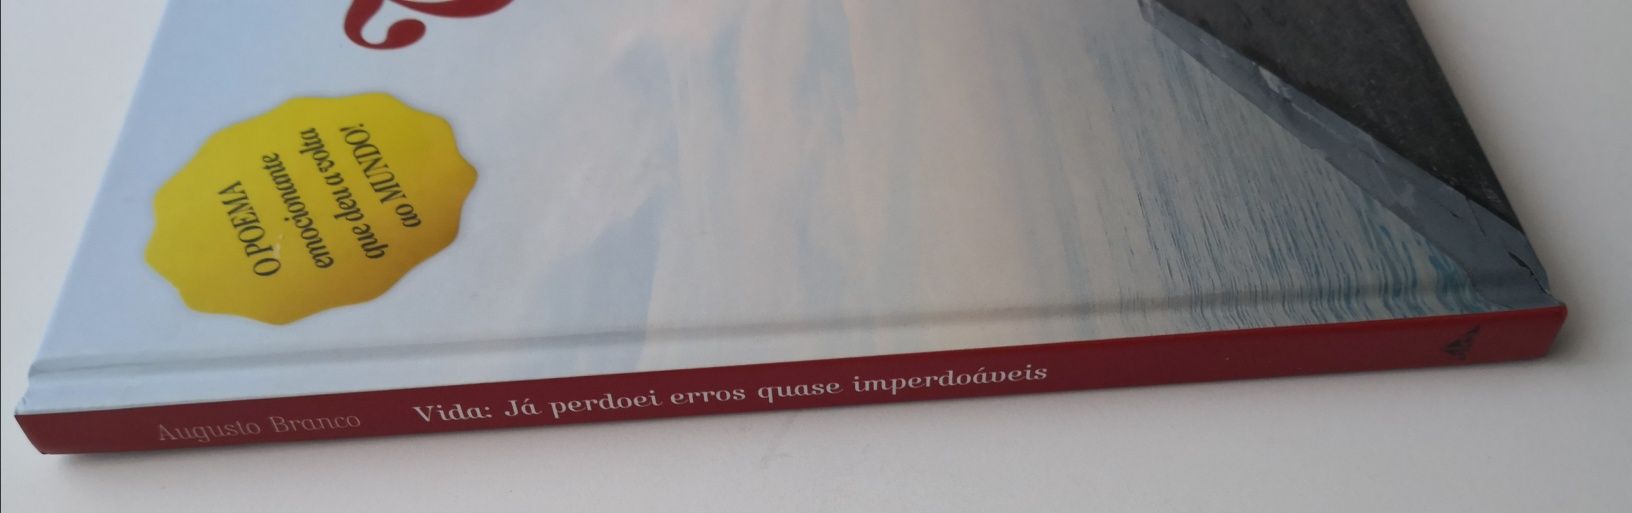 O POEMA
emocionante
que deu a volta
ao MUNDO!
Augusto Branco
Vida: Já perdoei erros quase imperdoáveis